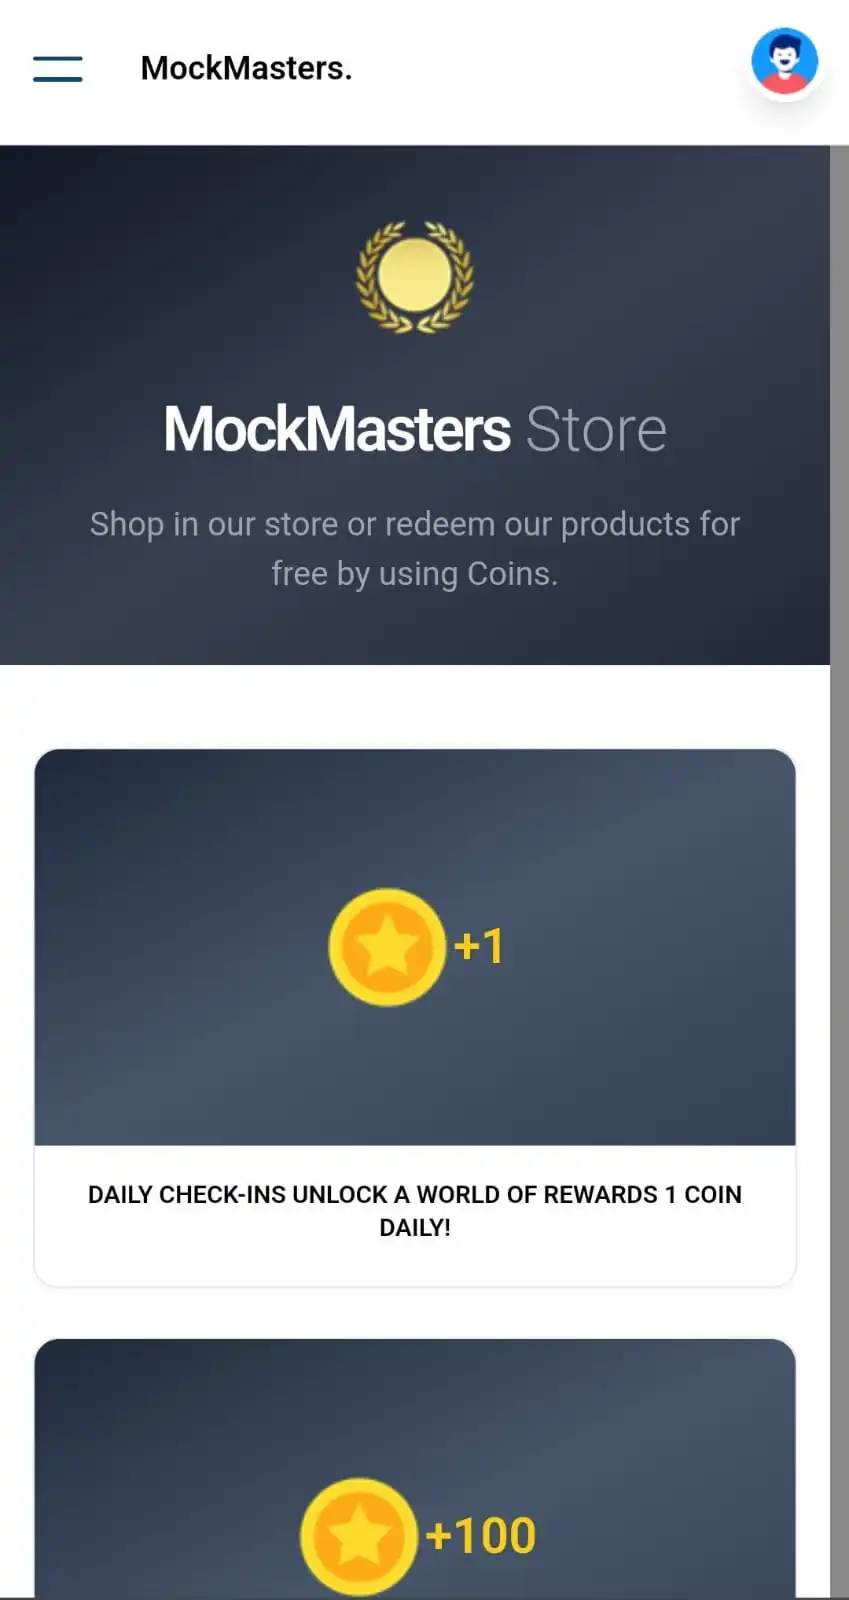 MockMasters.
MockMasters Store
Shop in our store or redeem our products for
free by using Coins.
+1
DAILY CHECK-INS UNLOCK A WORLD OF REWARDS 1 COIN
DAILY!
+100